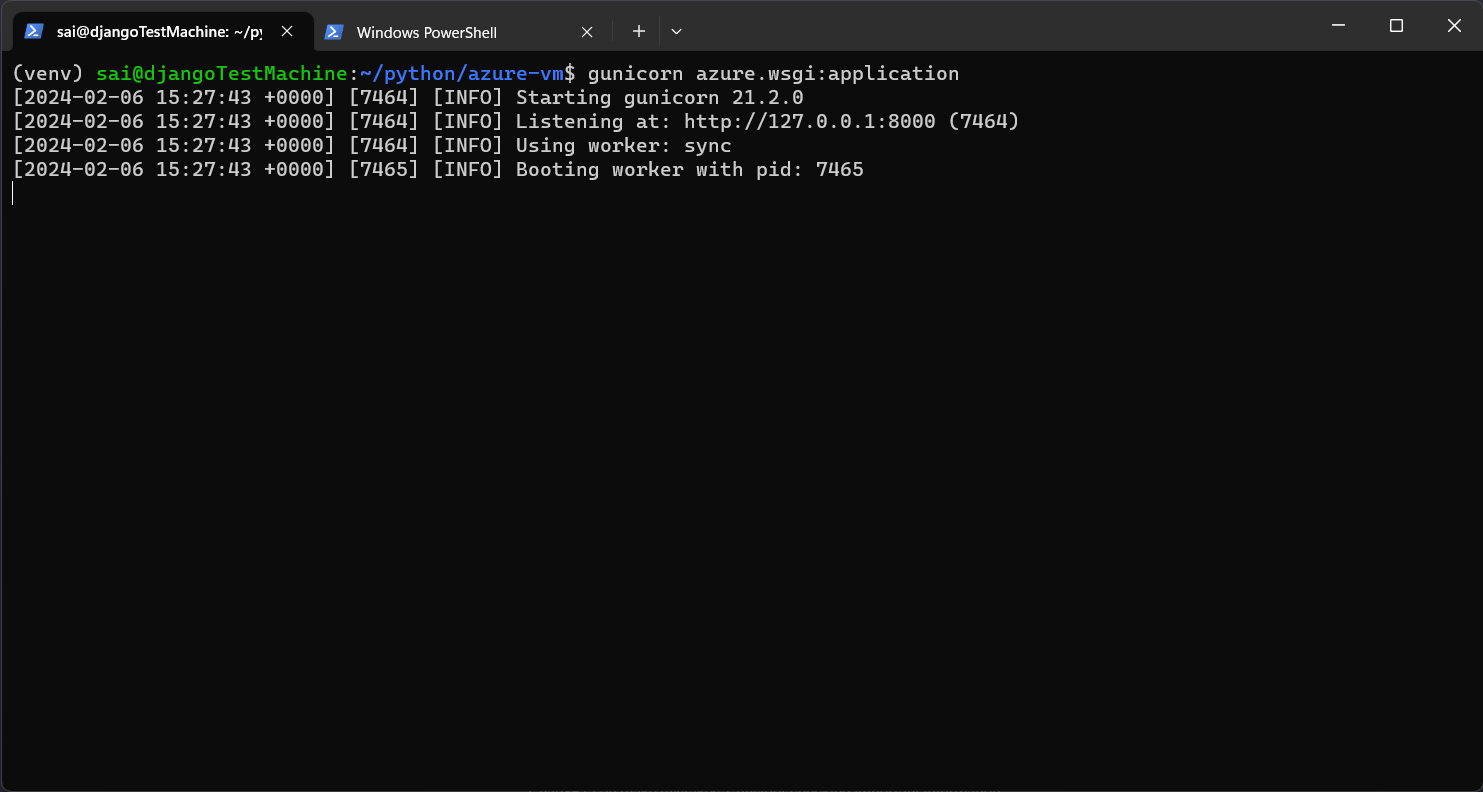 sai@djangoTestMachine: ~/py
Windows PowerShell
(venv) sai@djangoTestMachine:~/python/azure-vm$ gunicorn azure.wsgi:application
[2024-02-06 15:27:43 +0000] [7464] [INFO] Starting gunicorn 21.2.0
[2024-02-06 15:27:43 +0000] [7464] [INFO] Listening at: http://127.0.0.1:8000 (7464)
[2024-02-06 15:27:43 +0000] [7464] [INFO] Using worker: sync
[2024-02-06 15:27:43 +0000] [7465] [INFO] Booting worker with pid: 7465